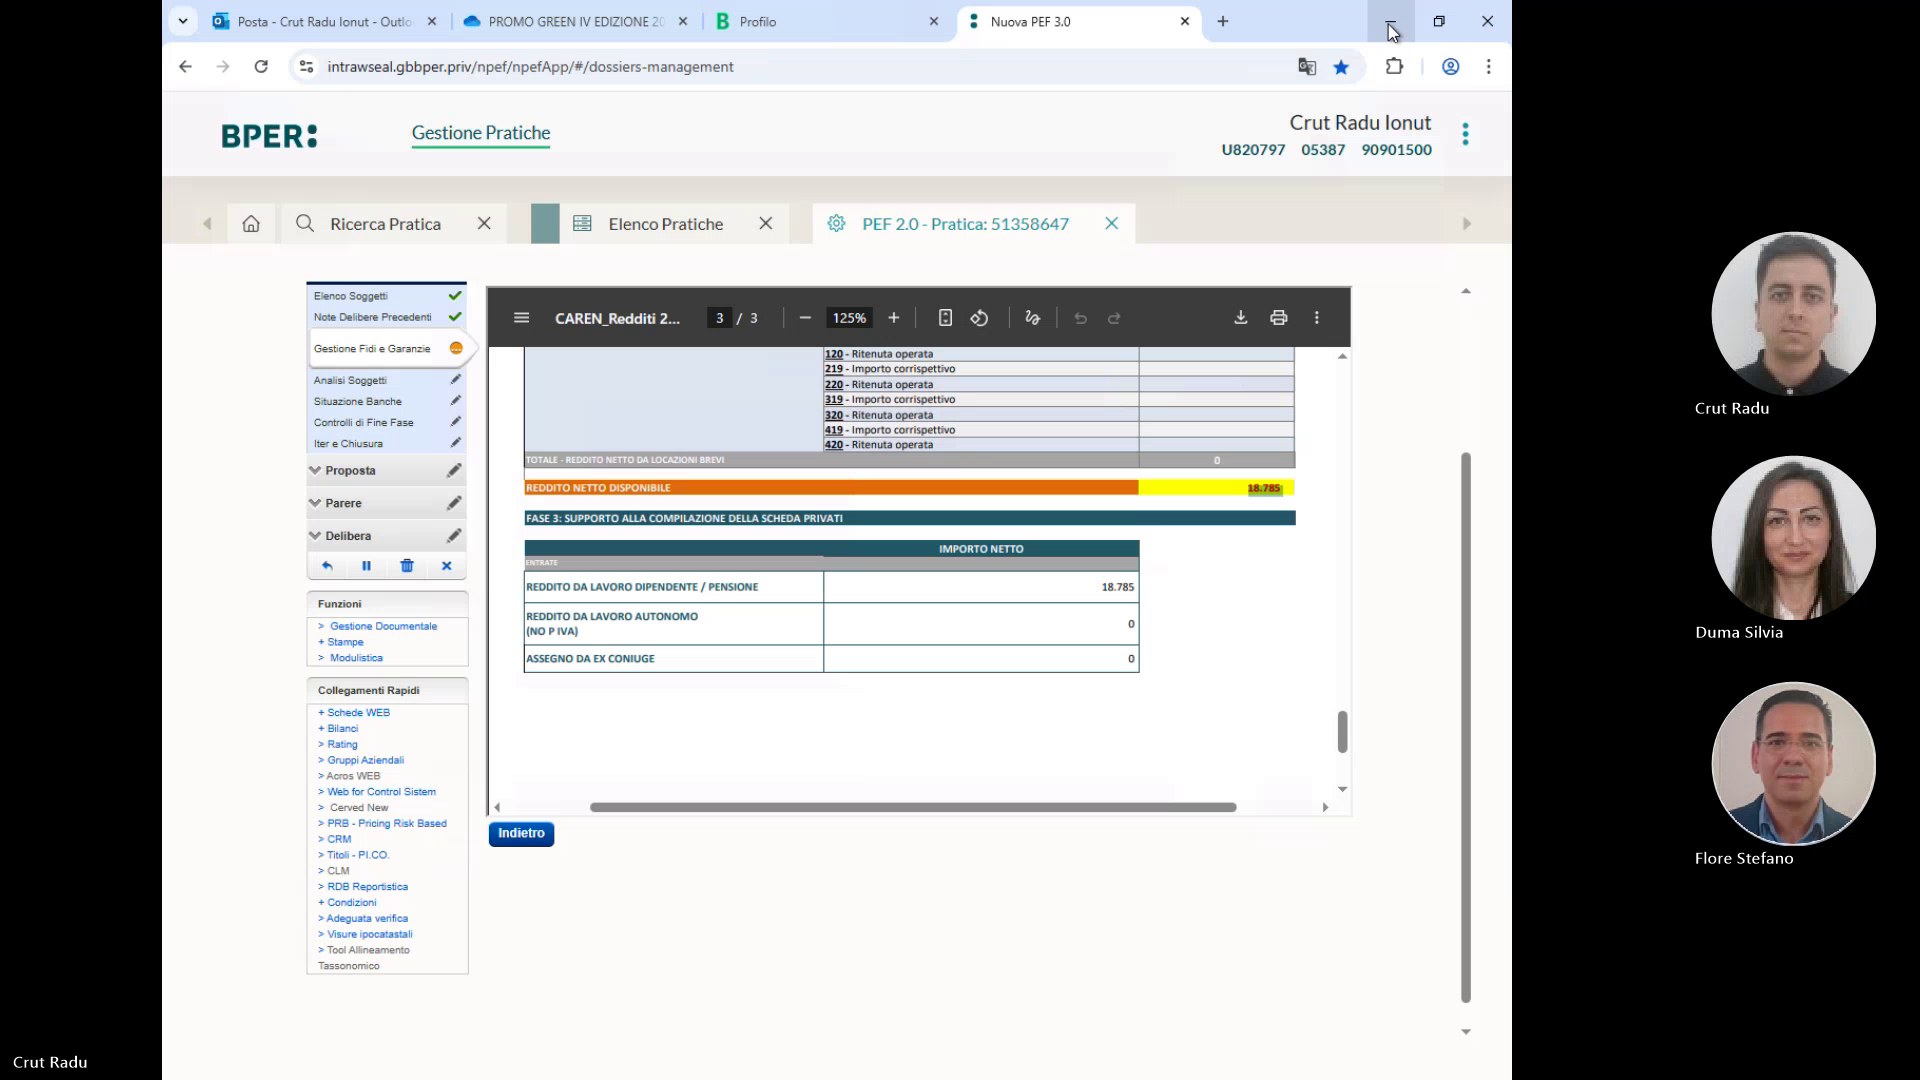 Posta - Crut Radu Ionut - Outlo
PROMO GREEN IV EDIZIONE 20
Profilo
Nuova PEF 3.0
intrawseal.gbbper.priv/npef/npefApp/#/dossiers-management
BPER:
Gestione Pratiche
Crut Radu Ionut
U820797 05387 90901500
Ricerca Pratica
Elenco Pratiche
PEF 2.0 - Pratica: 51358647
Elenco Soggetti
Note Delibere Precedenti
Gestione Fidi e Garanzie
Analisi Soggetti
Situazione Banche
Controlli di Fine Fase
Iter e Chiusura
Proposta
Parere
Delibera
Funzioni
> Gestione Documentale
+ Stampe
> Modulistica
Collegamenti Rapidi
+ Schede WEB
+ Bilanci
> Rating
> Gruppi Aziendali
> Acros WEB
> Web for Control Sistem
> Cerved New
> PRB - Pricing Risk Based
> CRM
> Titoli - PI.CO.
> CLM
> RDB Reportistica
+ Condizioni
> Adeguata verifica
> Visure ipocatastali
> Tool Allineamento
Tassonomico
CAREN_Redditi 2...
3 / 3
125%
120 - Ritenuta operata
219 - Importo corrispettivo
220 - Ritenuta operata
319 - Importo corrispettivo
320 - Ritenuta operata
419 - Importo corrispettivo
420 - Ritenuta operata
TOTALE - REDDITO NETTO DA LOCAZIONI BREVI 0
REDDITO NETTO DISPONIBILE 18.785
FASE 3: SUPPORTO ALLA COMPILAZIONE DELLA SCHEDA PRIVATI
IMPORTO NETTO
ENTRATE
REDDITO DA LAVORO DIPENDENTE / PENSIONE 18.785
REDDITO DA LAVORO AUTONOMO
(NO P IVA) 0
ASSEGNO DA EX CONIUGE 0
Indietro
Crut Radu
Duma Silvia
Flore Stefano
Crut Radu